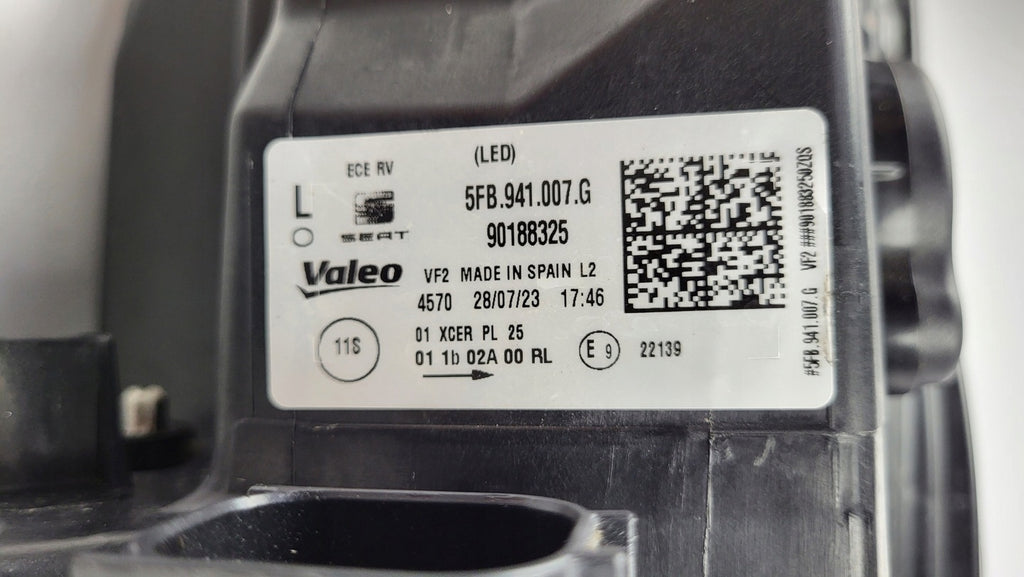 (LED)
ECE RV
L
SEAT
5FB.941.007.G
90188325
Valeo
VF2 MADE IN SPAIN L2
4570 28/07/23 17:46
11S
01 XCER PL 25
01 1b 02A 00 RL
E 9
22139
#5FB.941.007.G VF2 ###901883250ZQS